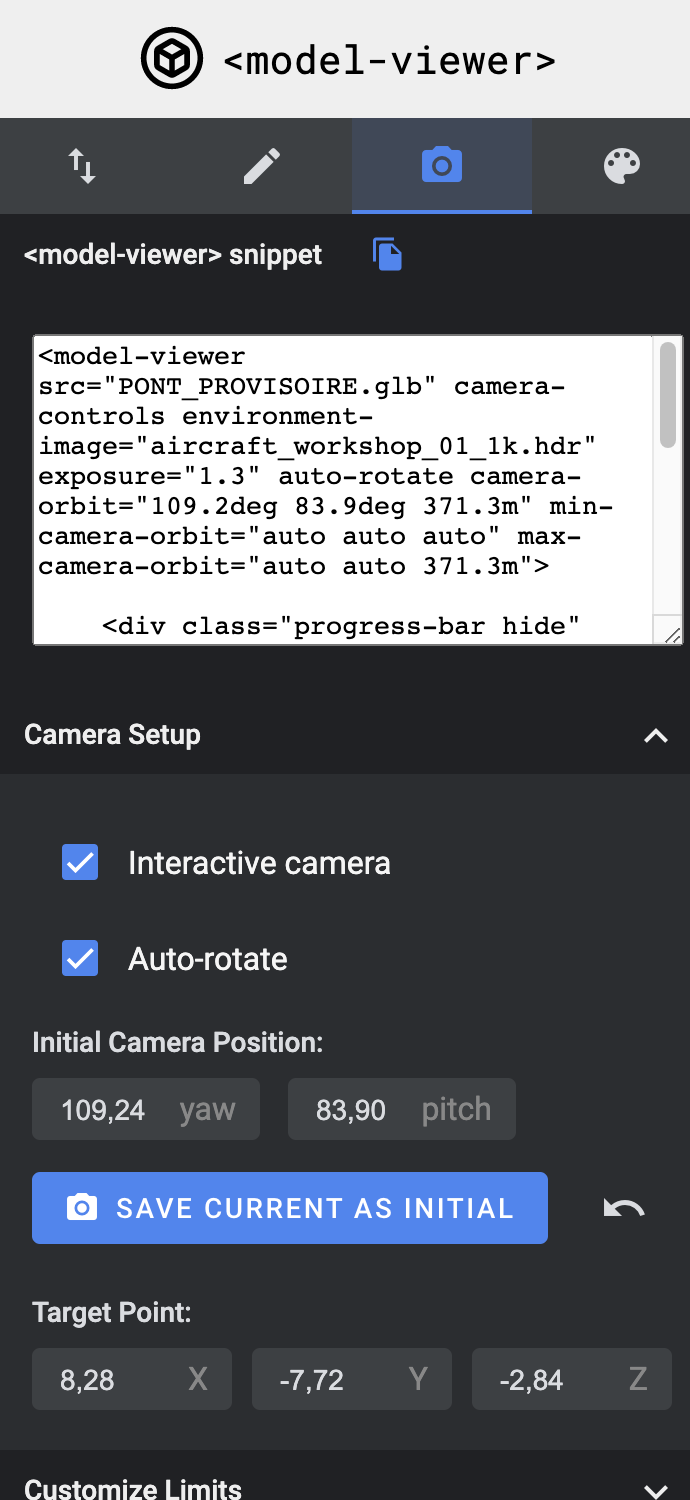 <model-viewer>
<model-viewer> snippet
<model-viewer
src="PONT_PROVISOIRE.glb" camera-
controls environment-
image="aircraft_workshop_01_1k.hdr"
exposure="1.3" auto-rotate camera-
orbit="109.2deg 83.9deg 371.3m" min-
camera-orbit="auto auto auto" max-
camera-orbit="auto auto 371.3m">
<div class="progress-bar hide"
Camera Setup
Interactive camera
Auto-rotate
Initial Camera Position:
109,24 yaw 83,90 pitch
SAVE CURRENT AS INITIAL
Target Point:
8,28 X -7,72 Y -2,84 Z
Customize Limits